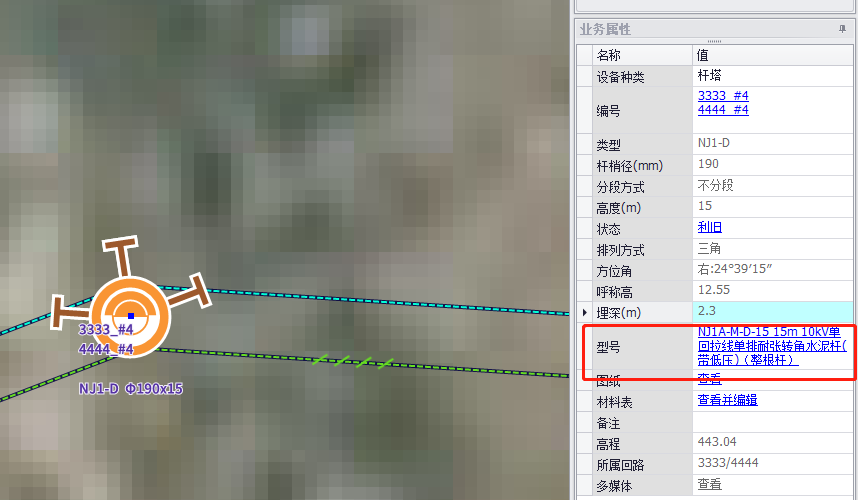 业务属性
名称 值
设备种类 杆塔
编号 3333_#4
4444_#4
类型 NJ1-D
杆梢径(mm) 190
分段方式 不分段
高度(m) 15
状态 利旧
排列方式 三角
方位角 右:24°39′15″
呼称高 12.55
埋深(m) 2.3
型号 NJ1A-M-D-15 15m 10kV单
回拉线单排耐张转角水泥杆(
带低压)（整根杆）
图纸 查看
材料表 查看并编辑
备注
高程 443.04
所属回路 3333/4444
多媒体 查看
3333_#4
4444_#4
NJ1-D Φ190x15